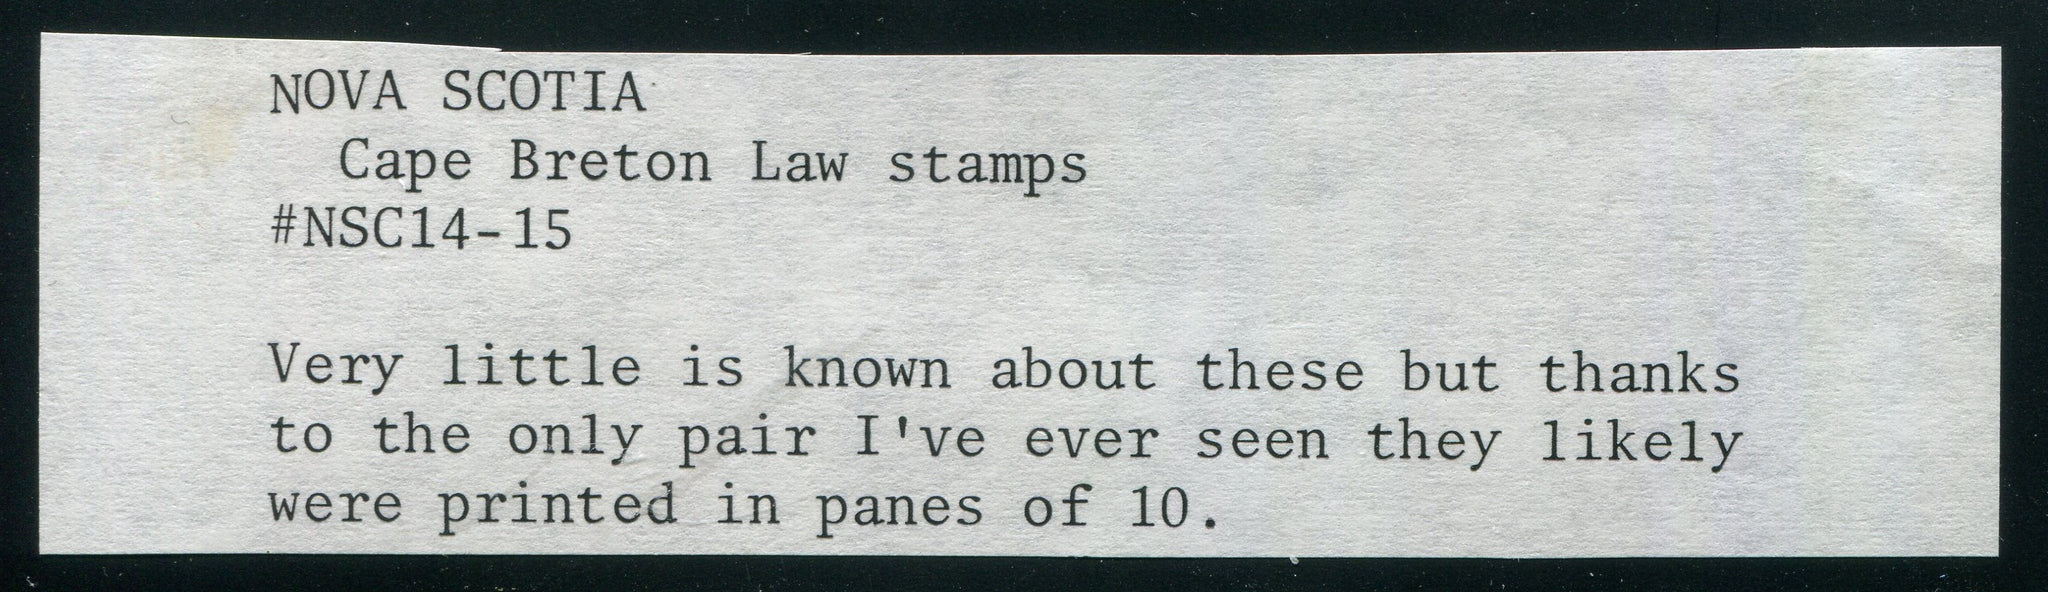 NOVA SCOTIA
Cape Breton Law stamps
#NSC14-15
Very little is known about these but thanks
to the only pair I've ever seen they likely
were printed in panes of 10.